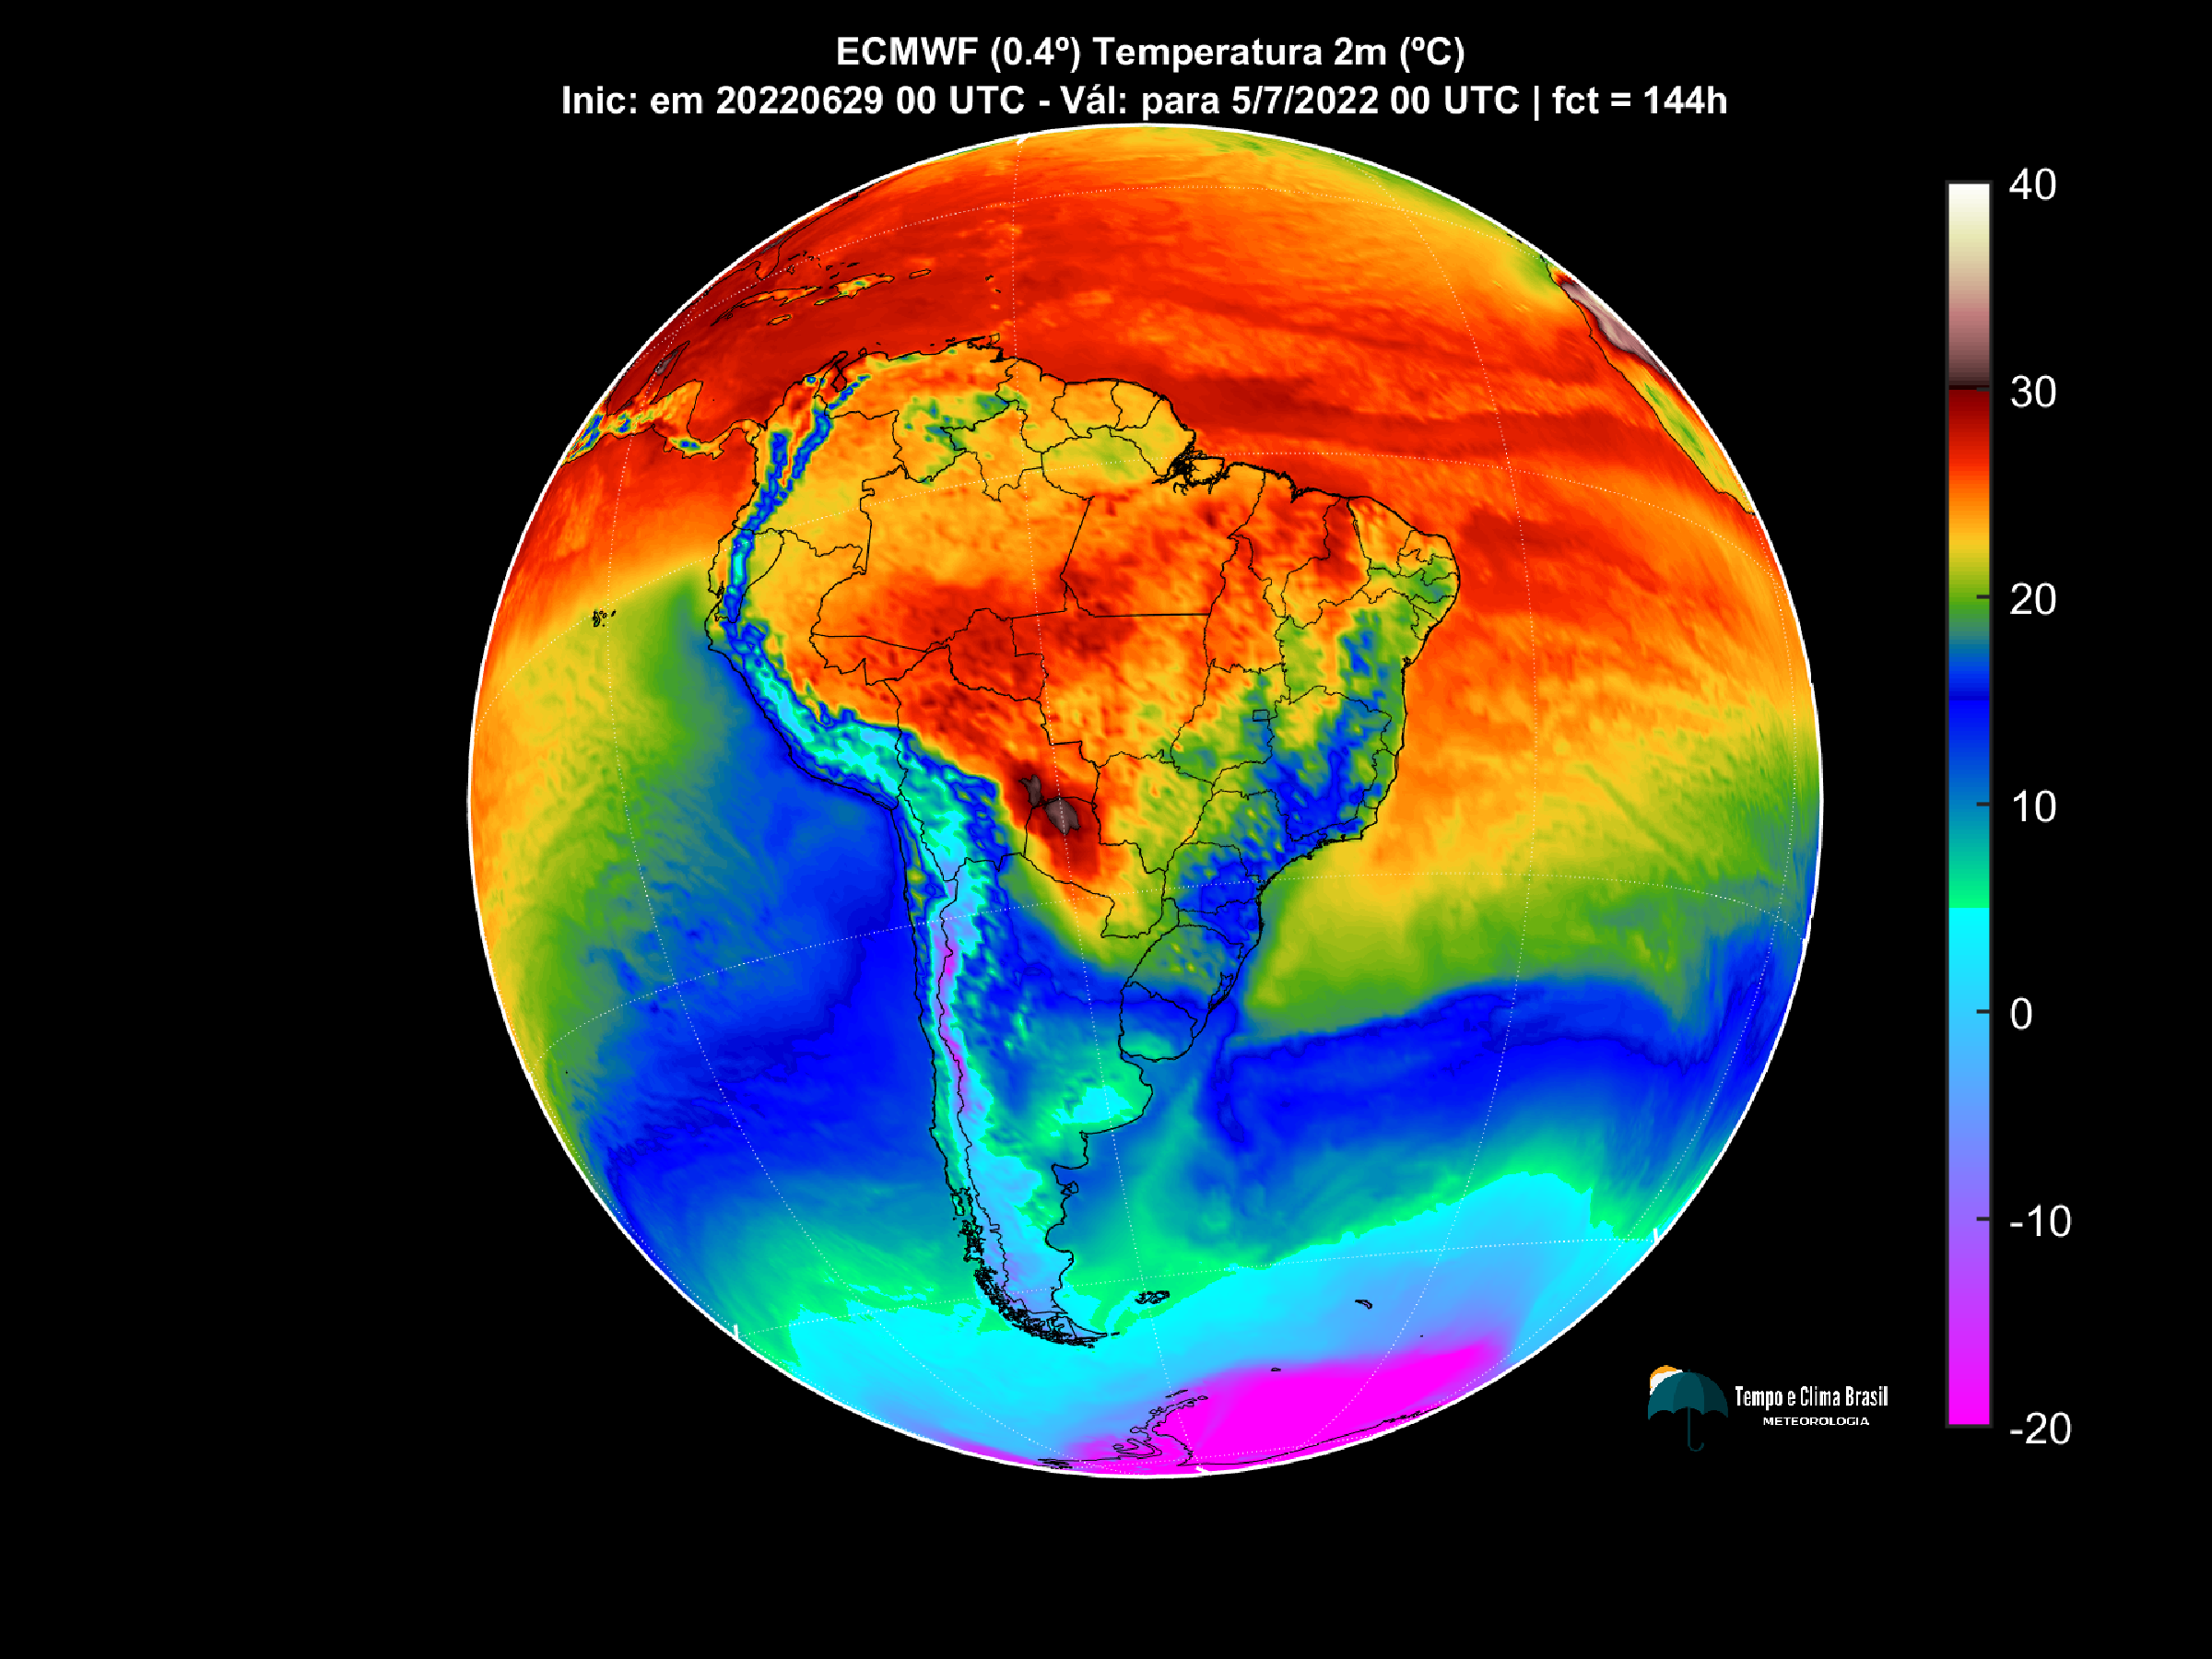 ECMWF (0.4º) Temperatura 2m (ºC)
Inic: em 20220629 00 UTC - Vál: para 5/7/2022 00 UTC | fct = 144h
40
30
20
10
0
-10
-20
Tempo e Clima Brasil
METEOROLOGIA